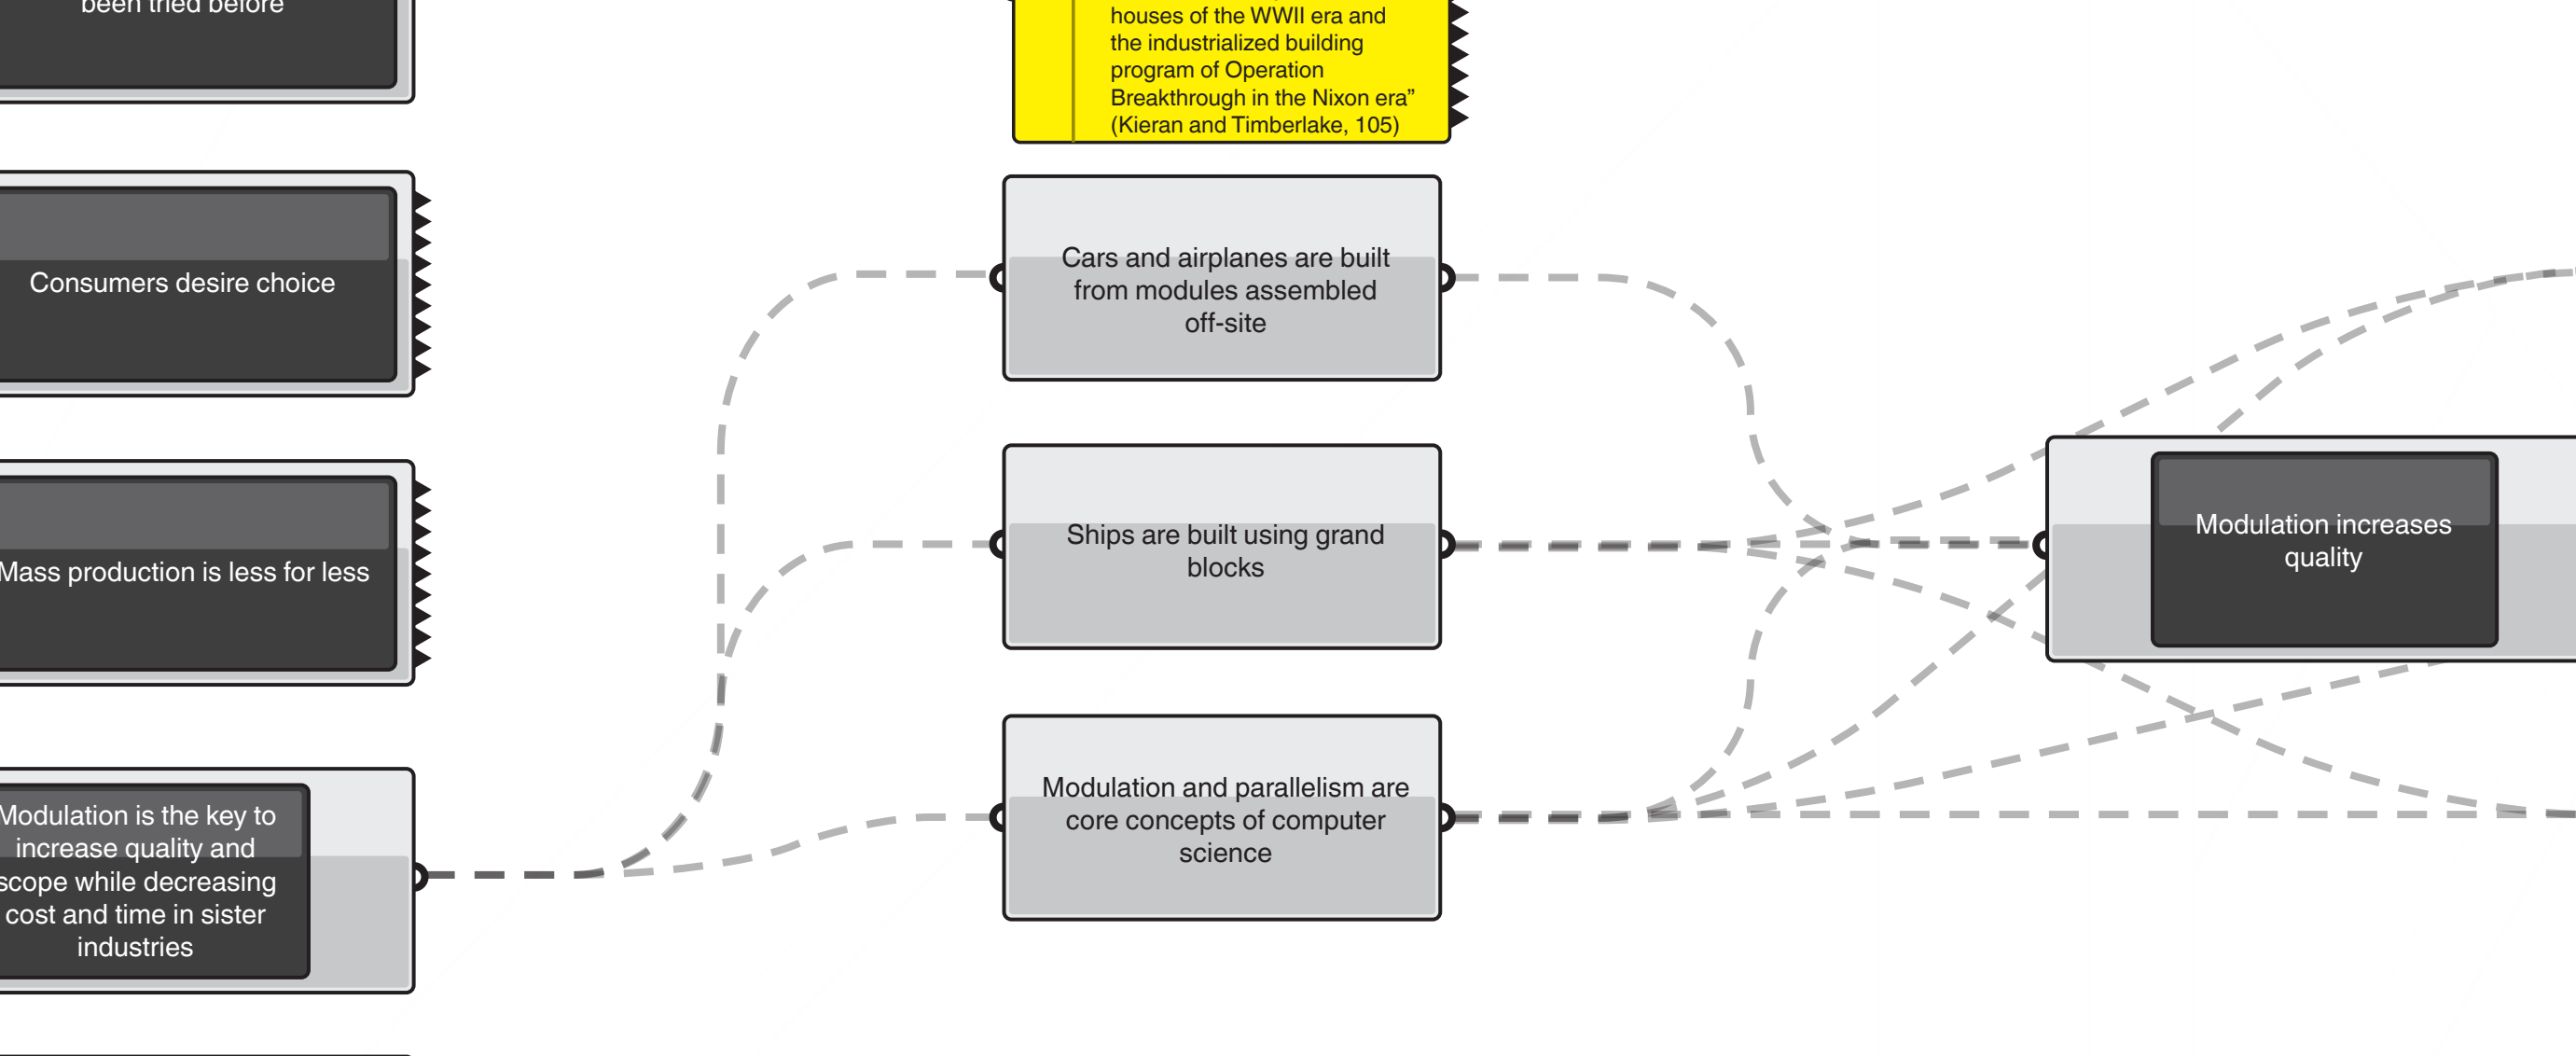 been tried before
houses of the WWII era and
the industrialized building
program of Operation
Breakthrough in the Nixon era”
(Kieran and Timberlake, 105)
Consumers desire choice
Cars and airplanes are built
from modules assembled
off-site
Mass production is less for less
Ships are built using grand
blocks
Modulation increases
quality
Modulation is the key to
increase quality and
scope while decreasing
cost and time in sister
industries
Modulation and parallelism are
core concepts of computer
science